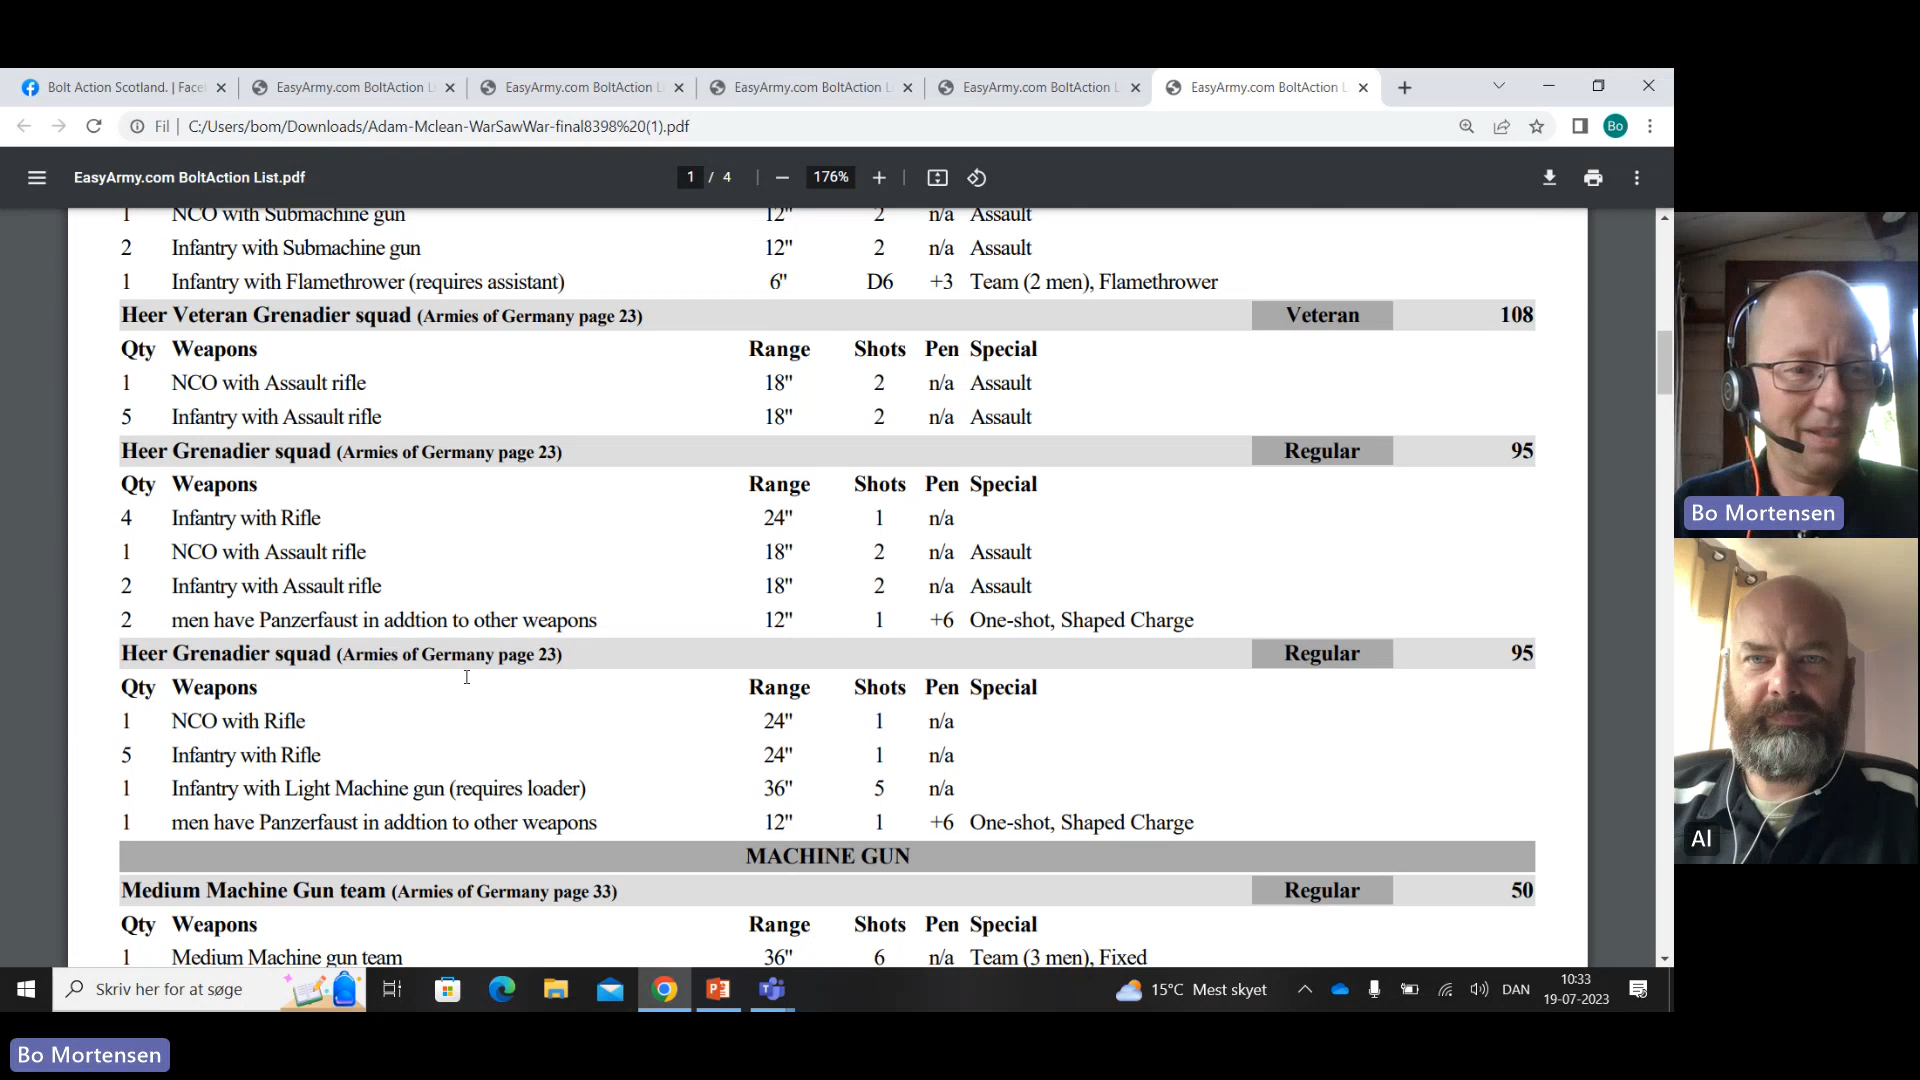 Bolt Action Scotland. | Face
EasyArmy.com BoltAction L
EasyArmy.com BoltAction L
EasyArmy.com BoltAction L
EasyArmy.com BoltAction L
EasyArmy.com BoltAction L
Fil | C:/Users/bom/Downloads/Adam-Mclean-WarSawWar-final8398%20(1).pdf
Bo
EasyArmy.com BoltAction List.pdf
1 / 4
176%
1 NCO with Submachine gun 12" 2 n/a Assault
2 Infantry with Submachine gun 12" 2 n/a Assault
1 Infantry with Flamethrower (requires assistant) 6" D6 +3 Team (2 men), Flamethrower
Heer Veteran Grenadier squad (Armies of Germany page 23) Veteran 108
Qty Weapons Range Shots Pen Special
1 NCO with Assault rifle 18" 2 n/a Assault
5 Infantry with Assault rifle 18" 2 n/a Assault
Heer Grenadier squad (Armies of Germany page 23) Regular 95
Qty Weapons Range Shots Pen Special
4 Infantry with Rifle 24" 1 n/a
1 NCO with Assault rifle 18" 2 n/a Assault
2 Infantry with Assault rifle 18" 2 n/a Assault
2 men have Panzerfaust in addtion to other weapons 12" 1 +6 One-shot, Shaped Charge
Heer Grenadier squad (Armies of Germany page 23) Regular 95
Qty Weapons Range Shots Pen Special
1 NCO with Rifle 24" 1 n/a
5 Infantry with Rifle 24" 1 n/a
1 Infantry with Light Machine gun (requires loader) 36" 5 n/a
1 men have Panzerfaust in addtion to other weapons 12" 1 +6 One-shot, Shaped Charge
MACHINE GUN
Medium Machine Gun team (Armies of Germany page 33) Regular 50
Qty Weapons Range Shots Pen Special
1 Medium Machine gun team 36" 6 n/a Team (3 men), Fixed
Bo Mortensen
Al
Skriv her for at søge
15°C Mest skyet
DAN
10:33
19-07-2023
Bo Mortensen